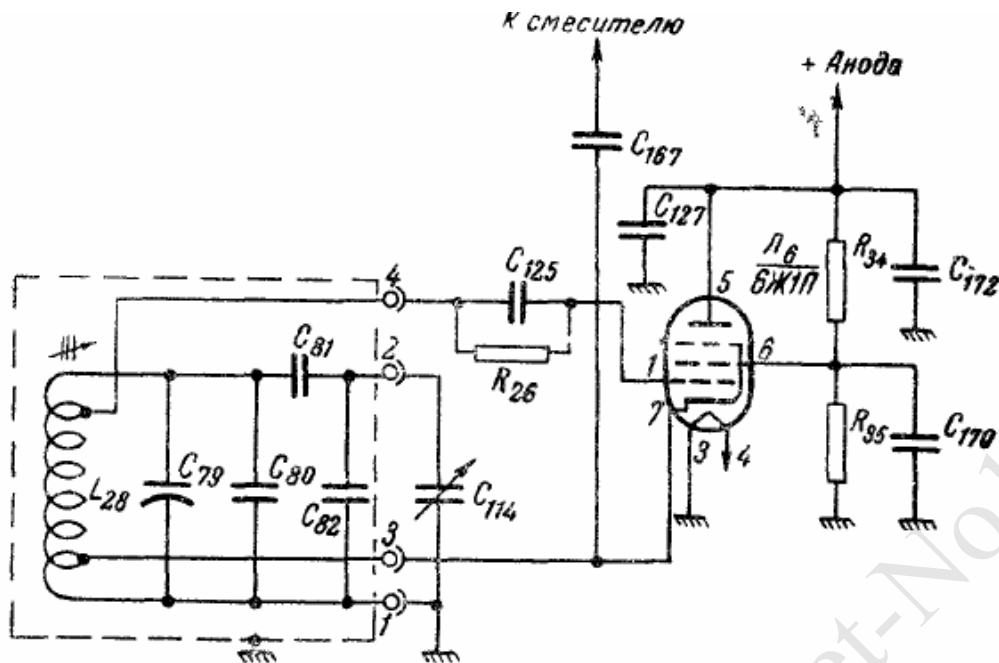 К смесителю
+ Анода
C167
C127
Л6
6Ж1П
R34
C172
5
4
C125
1
6
2
C81
R26
7
R35
C170
3
4
L28
C79
C80
C82
C114
3
1